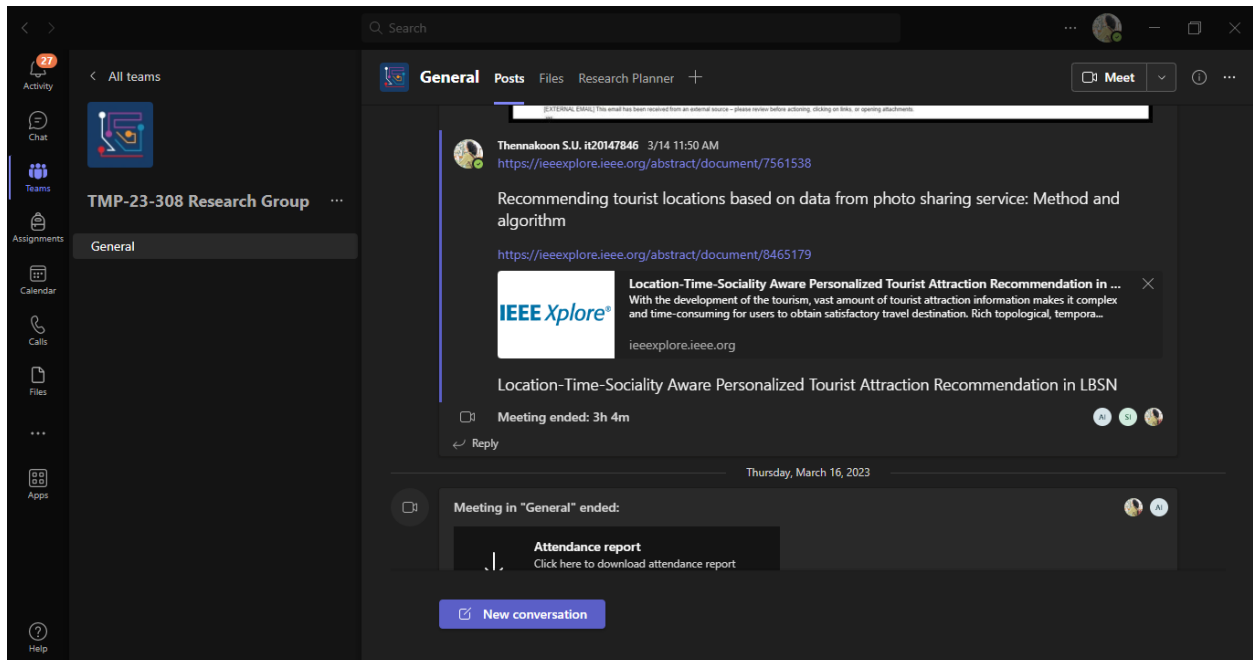 Search
...
27
Activity
Chat
Teams
Assignments
Calendar
Calls
Files
...
Apps
Help
All teams
TMP-23-308 Research Group ...
General
General Posts Files Research Planner
Meet
...
[EXTERNAL EMAIL] This email has been received from an external source – please review before actioning, clicking on links, or opening attachments.
Thennakoon S.U. it20147846 3/14 11:50 AM
https://ieeexplore.ieee.org/abstract/document/7561538
Recommending tourist locations based on data from photo sharing service: Method and
algorithm
https://ieeexplore.ieee.org/abstract/document/8465179
IEEE Xplore®
Location-Time-Sociality Aware Personalized Tourist Attraction Recommendation in ...
With the development of the tourism, vast amount of tourist attraction information makes it complex
and time-consuming for users to obtain satisfactory travel destination. Rich topological, tempora...
ieeexplore.ieee.org
Location-Time-Sociality Aware Personalized Tourist Attraction Recommendation in LBSN
Meeting ended: 3h 4m
AI SI
Reply
Thursday, March 16, 2023
Meeting in "General" ended:
AI
Attendance report
Click here to download attendance report
New conversation